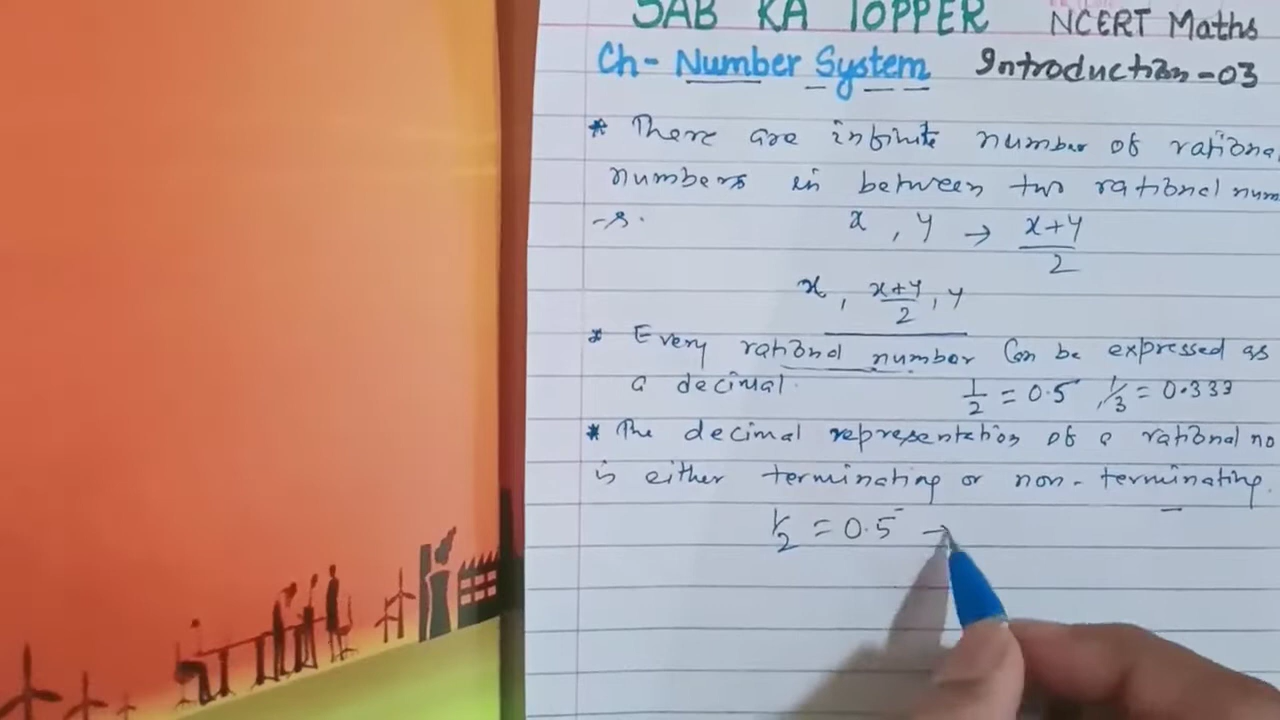 SAB KA TOPPER NCERT Maths
Ch- Number System Introduction-03
* There are infinite number of rational
numbers in between two rational num
-s.
x , y → x+y/2
x, x+y/2, y
* Every rational number Can be expressed as
a decimal. 1/2 = 0.5 , 1/3 = 0.333
* The decimal representation of a rational no
is either terminating or non-terminating.
1/2 = 0.5 →